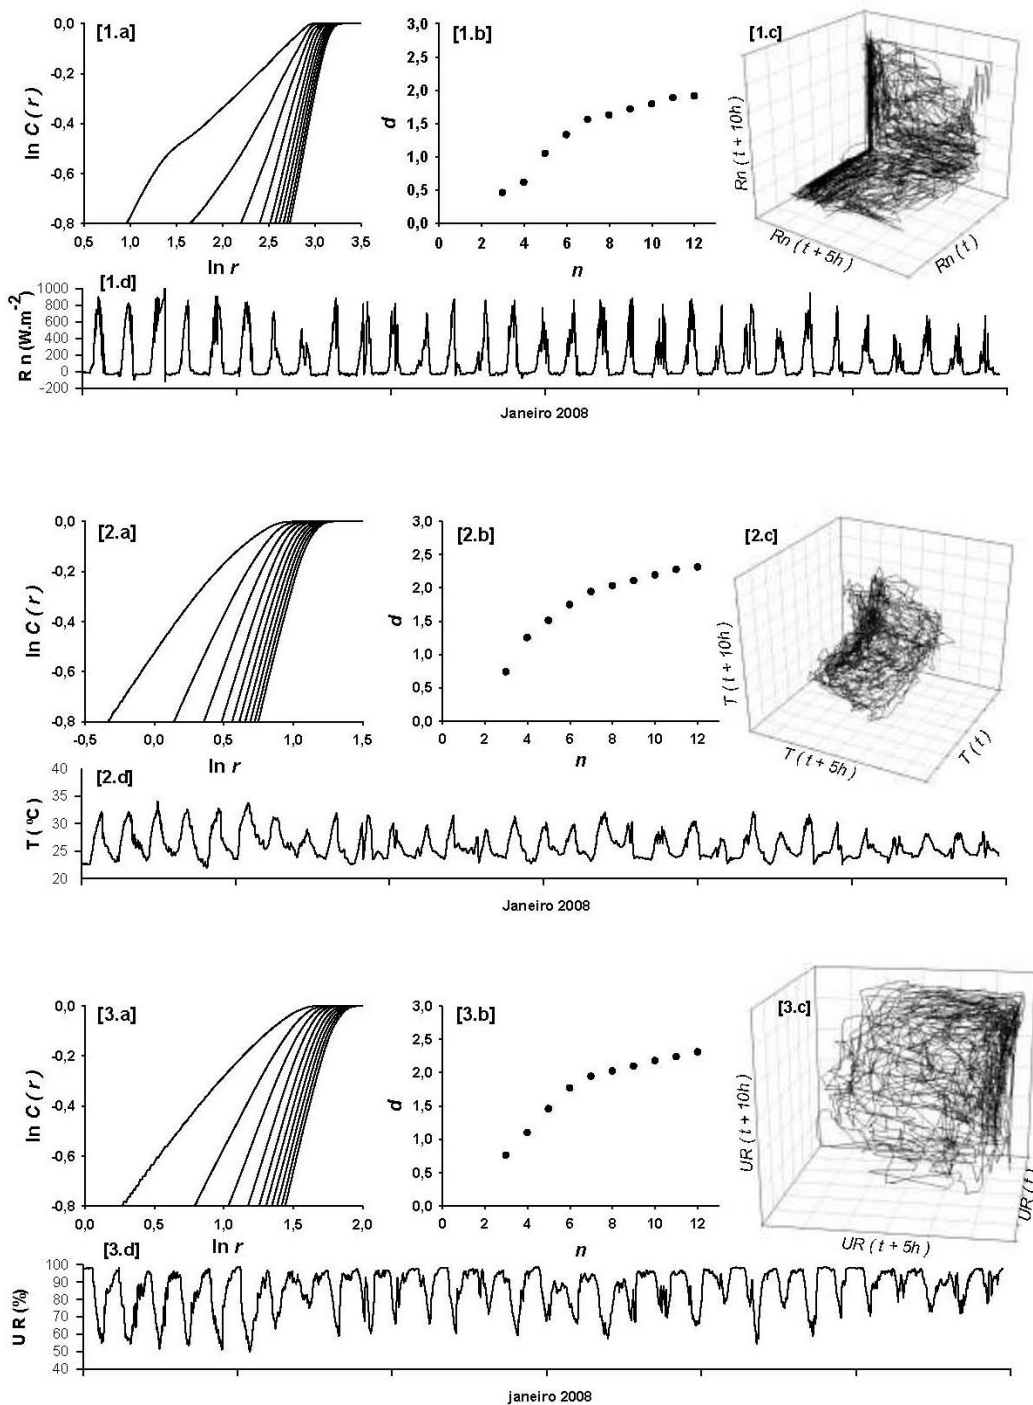 [1.a]
ln C ( r )
0,0
-0,2
-0,4
-0,6
-0,8
0,5 1,0 1,5 2,0 2,5 3,0 3,5
ln r
[1.b]
d
3,0
2,5
2,0
1,5
1,0
0,5
0,0
0 2 4 6 8 10 12
n
[1.c]
Rn ( t + 10h )
Rn ( t + 5h )
Rn ( t )
[1.d]
R n (W.m-2)
1000
800
600
400
200
0
-200
Janeiro 2008
[2.a]
ln C ( r )
0,0
-0,2
-0,4
-0,6
-0,8
-0,5 0,0 0,5 1,0 1,5
ln r
[2.b]
d
3,0
2,5
2,0
1,5
1,0
0,5
0,0
0 2 4 6 8 10 12
n
[2.c]
T ( t + 10h )
T ( t + 5h )
T ( t )
[2.d]
T ( ºC )
40
35
30
25
20
Janeiro 2008
[3.a]
ln C ( r )
0,0
-0,2
-0,4
-0,6
-0,8
0,0 0,5 1,0 1,5 2,0
ln r
[3.b]
d
3,0
2,5
2,0
1,5
1,0
0,5
0,0
0 2 4 6 8 10 12
n
[3.c]
UR ( t + 10h )
UR ( t + 5h )
UR ( t )
[3.d]
U R (%)
100
90
80
70
60
50
40
janeiro 2008